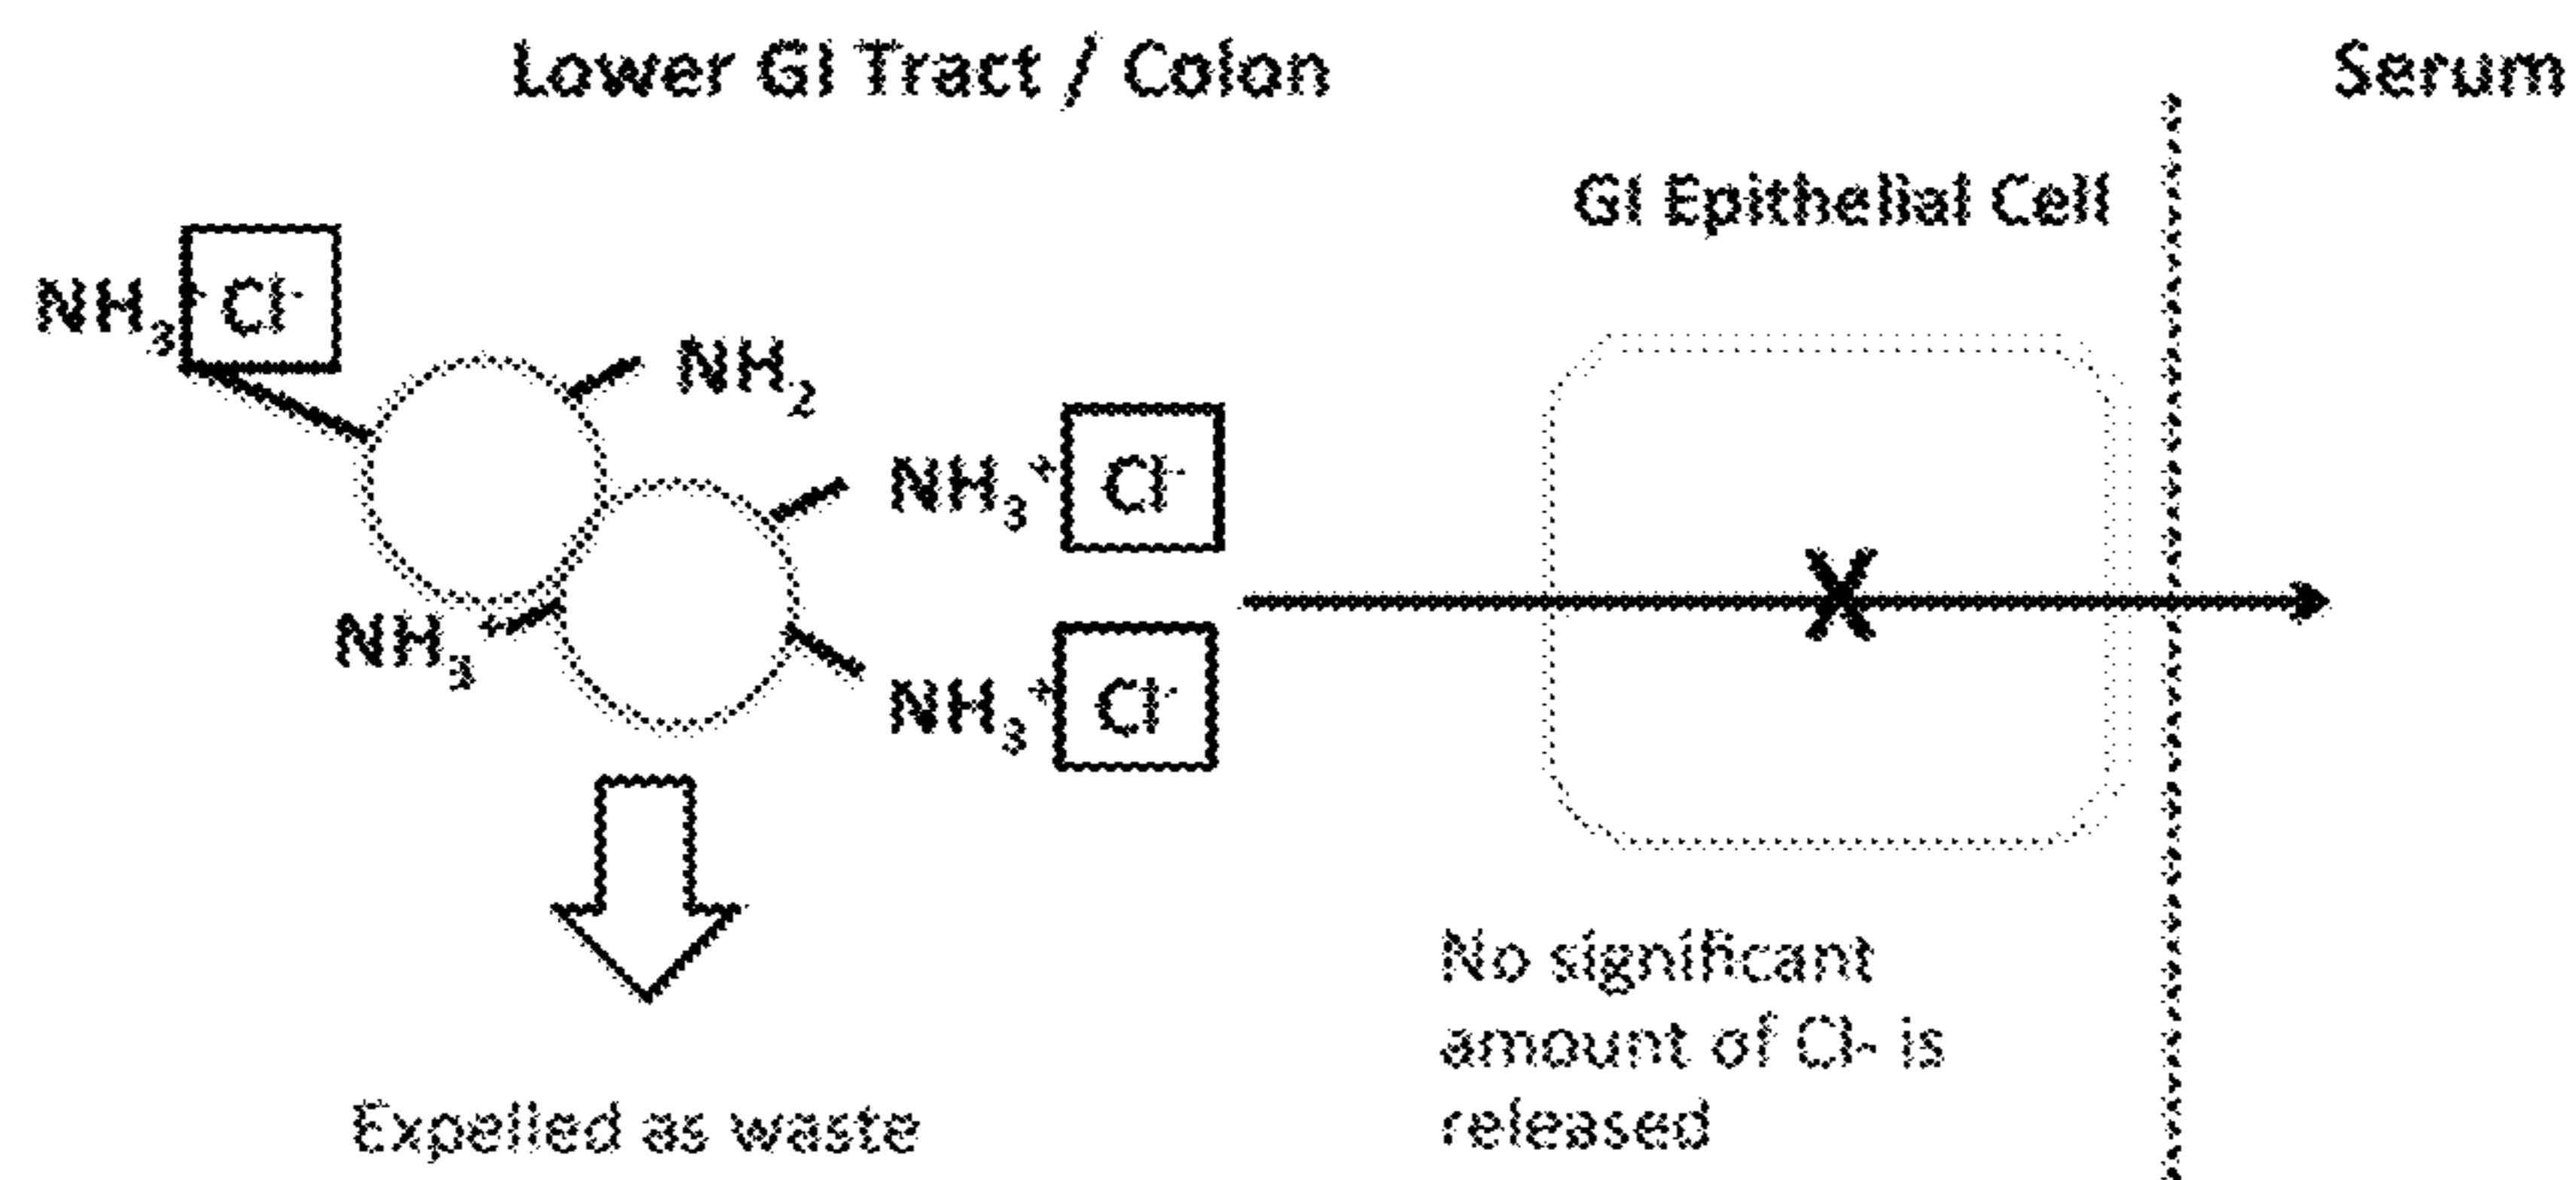 Lower GI Tract / Colon
Serum
GI Epithelial Cell
NH₃⁺ Cl⁻
NH₂
NH₃⁺ Cl⁻
NH₃⁺
NH₃⁺ Cl⁻
X
No significant
amount of Cl- is
released
Expelled as waste